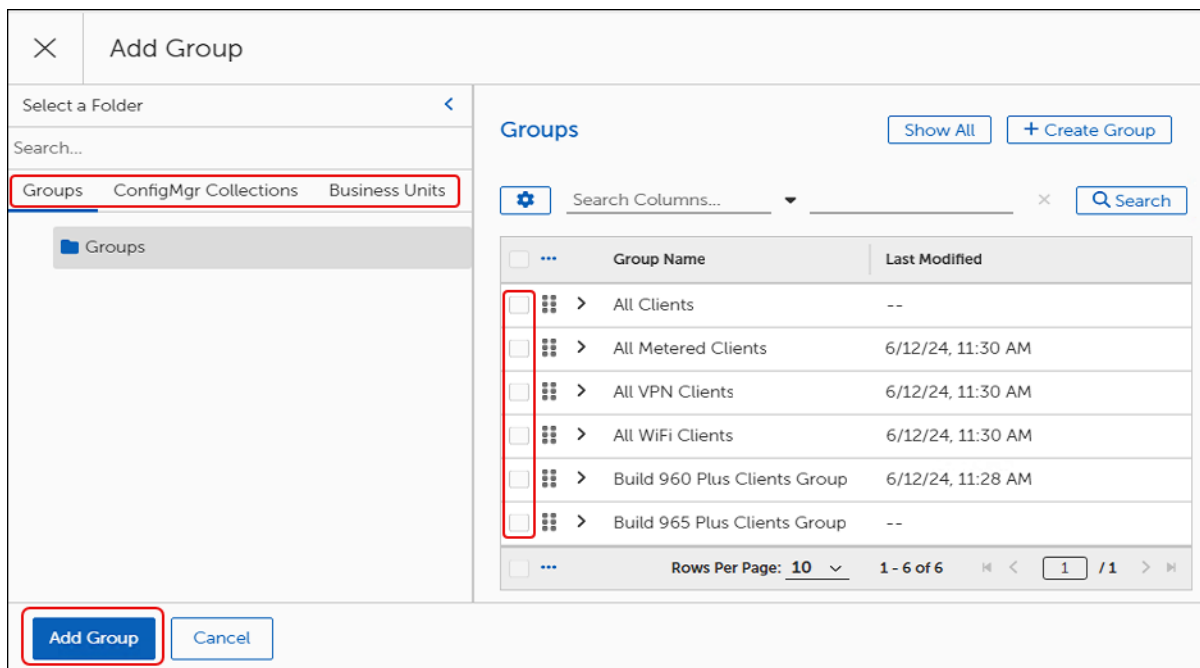 Add Group
Select a Folder
Search...
Groups ConfigMgr Collections Business Units
Groups
Groups
Show All
+ Create Group
Search Columns...
Search
Group Name Last Modified
All Clients --
All Metered Clients 6/12/24, 11:30 AM
All VPN Clients 6/12/24, 11:30 AM
All WiFi Clients 6/12/24, 11:30 AM
Build 960 Plus Clients Group 6/12/24, 11:28 AM
Build 965 Plus Clients Group --
Rows Per Page: 10 1 - 6 of 6 1 / 1
Add Group Cancel